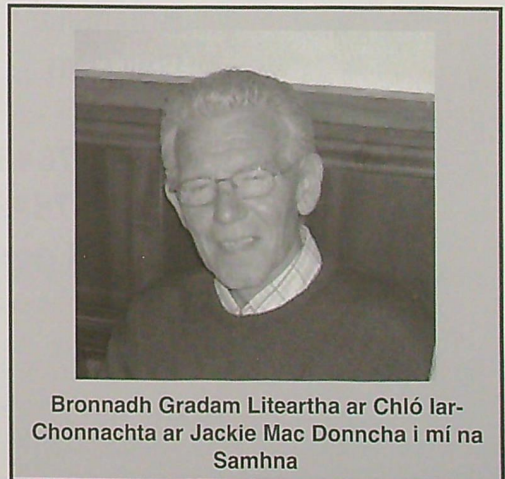 Bronnadh Gradam Liteartha ar Chló Iar-
Chonnachta ar Jackie Mac Donncha i mí na
Samhna